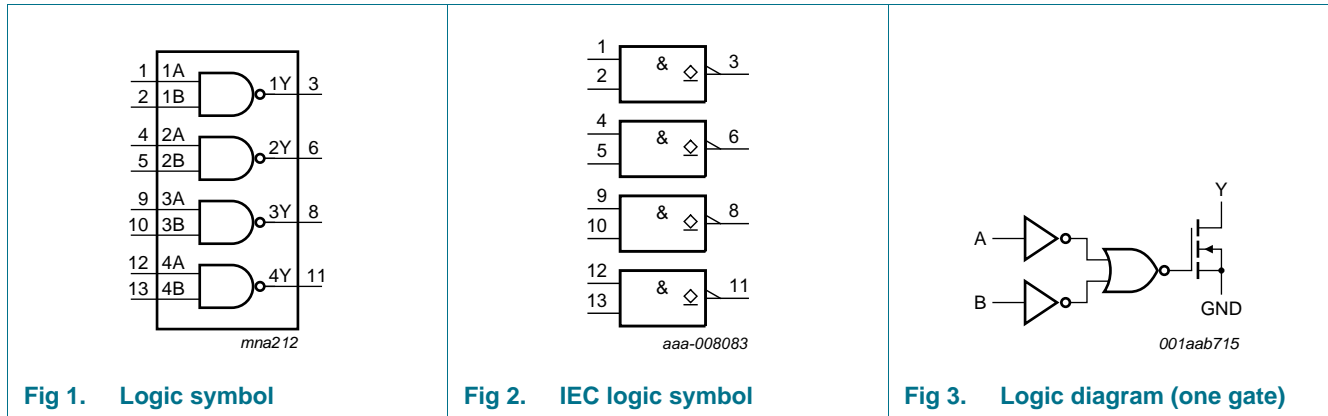 1 1A 1Y 3
2 1B
4 2A 2Y 6
5 2B
9 3A 3Y 8
10 3B
12 4A 4Y 11
13 4B
mna212
Fig 1. Logic symbol
1 & 3
2
4 & 6
5
9 & 8
10
12 & 11
13
aaa-008083
Fig 2. IEC logic symbol
Y
A
B
GND
001aab715
Fig 3. Logic diagram (one gate)